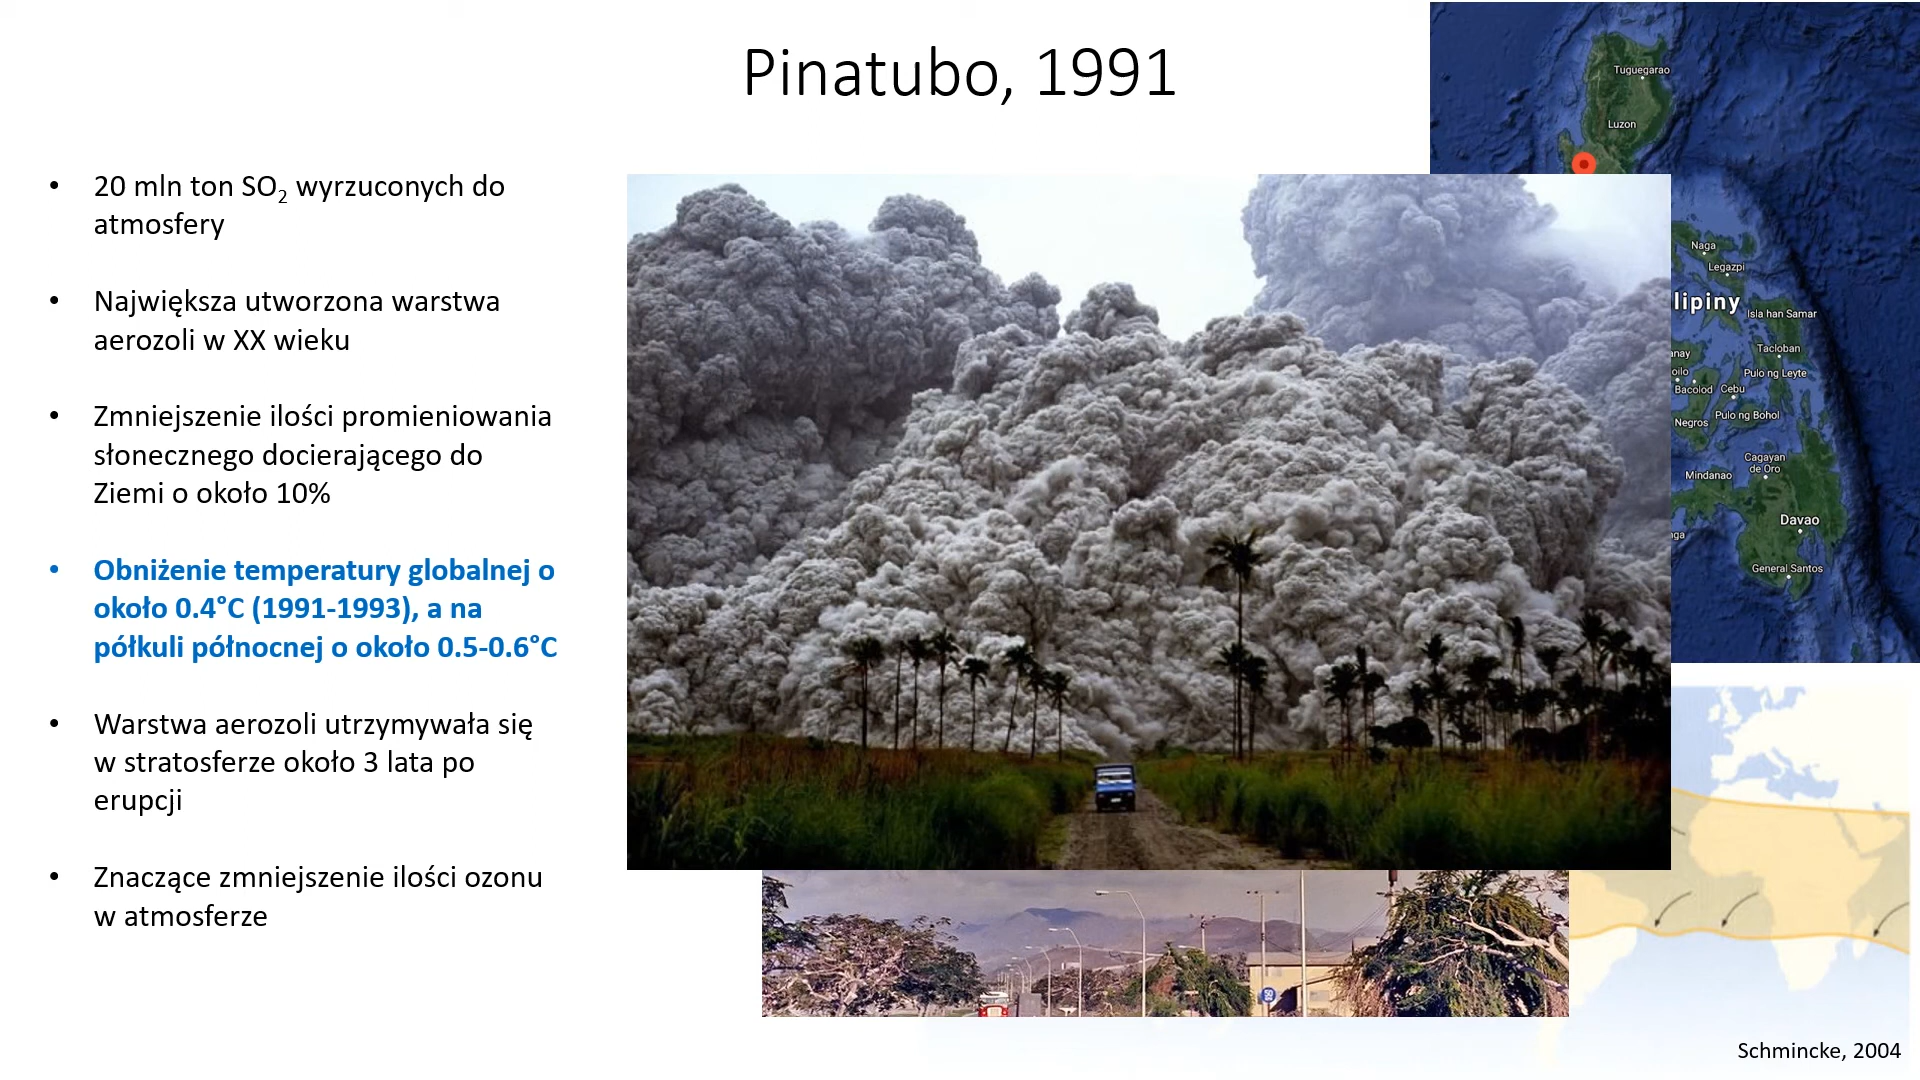 Pinatubo, 1991
• 20 mln ton SO₂ wyrzuconych do
atmosfery
• Największa utworzona warstwa
aerozoli w XX wieku
• Zmniejszenie ilości promieniowania
słonecznego docierającego do
Ziemi o około 10%
• Obniżenie temperatury globalnej o
około 0.4°C (1991-1993), a na
półkuli północnej o około 0.5-0.6°C
• Warstwa aerozoli utrzymywała się
w stratosferze około 3 lata po
erupcji
• Znaczące zmniejszenie ilości ozonu
w atmosferze
Tuguegarao
Luzon
Naga
Legazpi
lipiny
Isla han Samar
Tacloban
anay
oilo
Pulo ng Leyte
Bacolod
Cebu
Pulo ng Bohol
Negros
Cagayan
de Oro
Mindanao
Davao
nga
General Santos
Schmincke, 2004